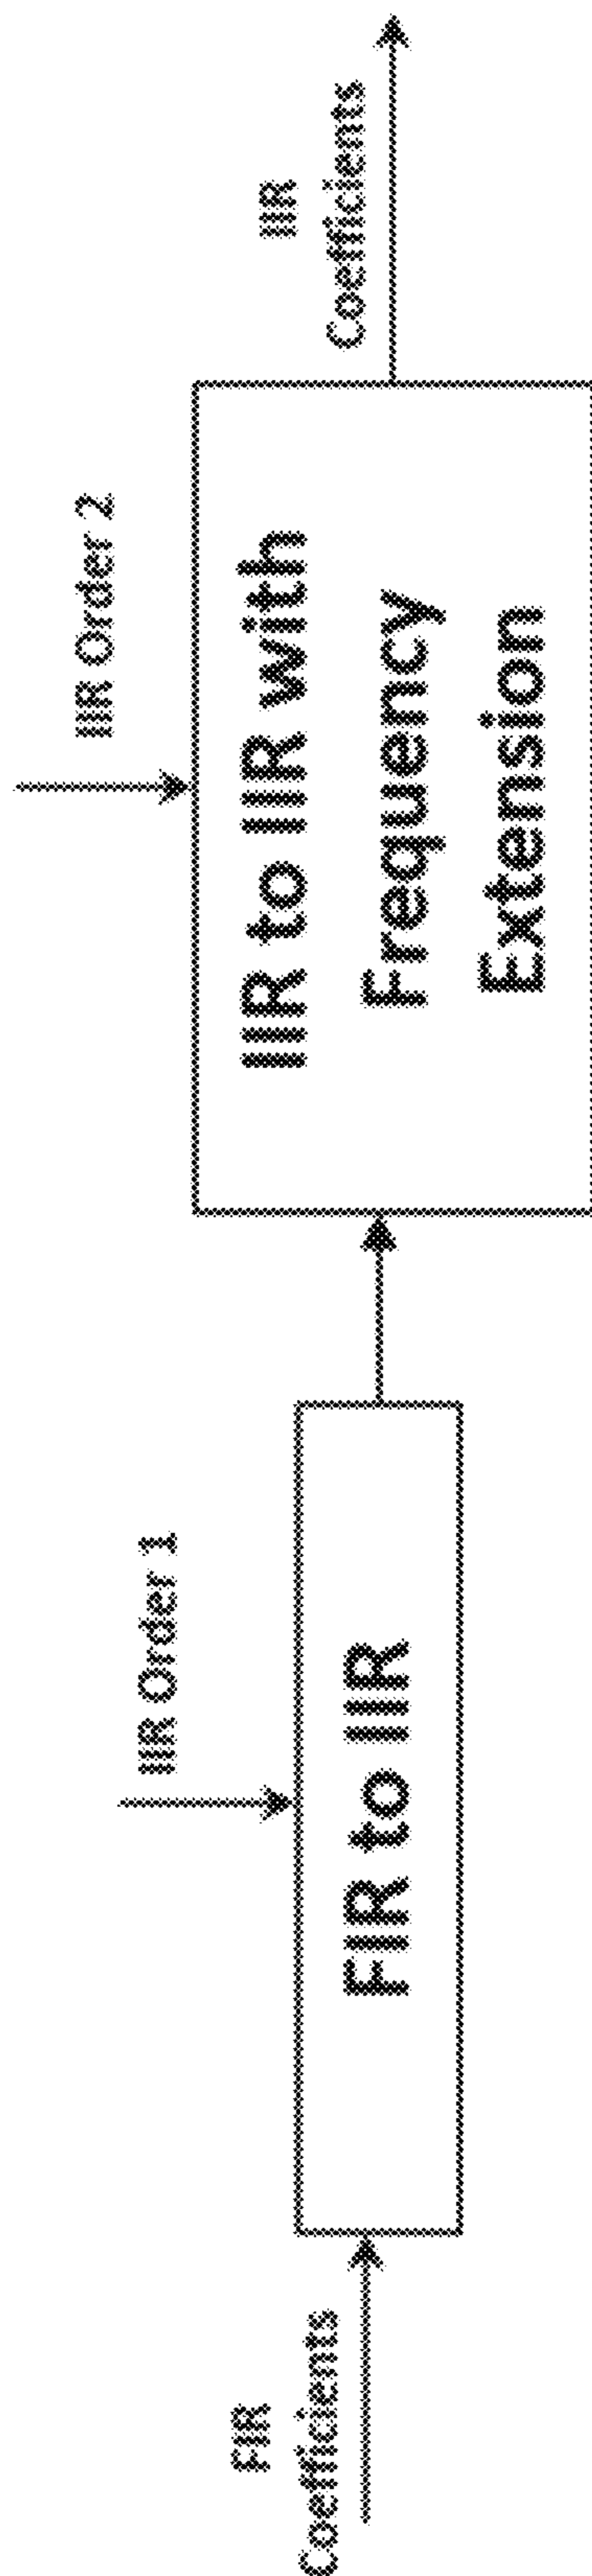 FIR
Coefficients
IIR Order 1
FIR to IIR
IIR Order 2
IIR to IIR with
Frequency
Extension
IIR
Coefficients